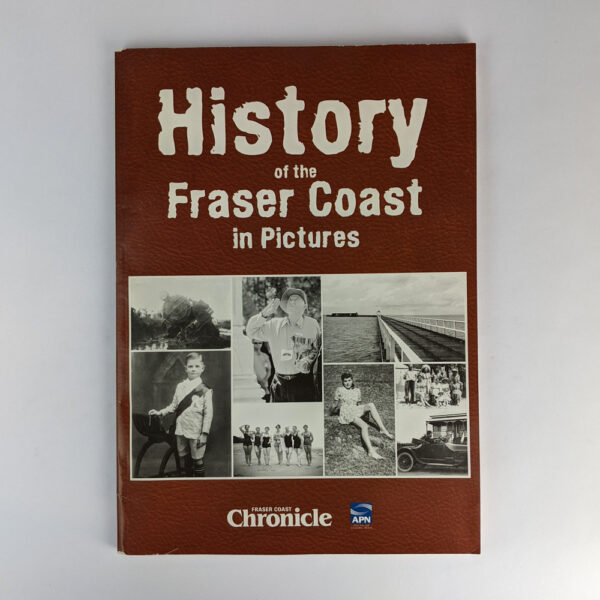 History
of the
Fraser Coast
in Pictures
FRASER COAST
Chronicle
APN